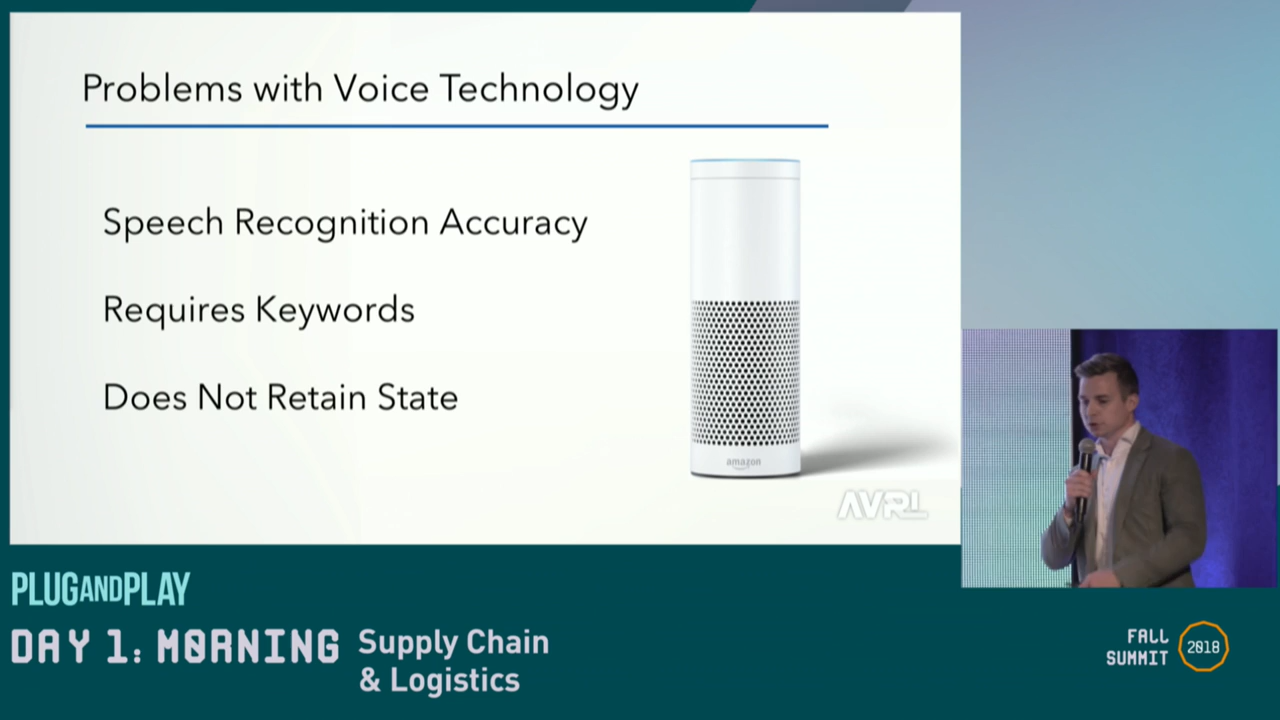 Problems with Voice Technology
Speech Recognition Accuracy
Requires Keywords
Does Not Retain State
amazon
AVRL
PLUGANDPLAY
DAY 1: MORNING
Supply Chain
& Logistics
FALL
SUMMIT
2018